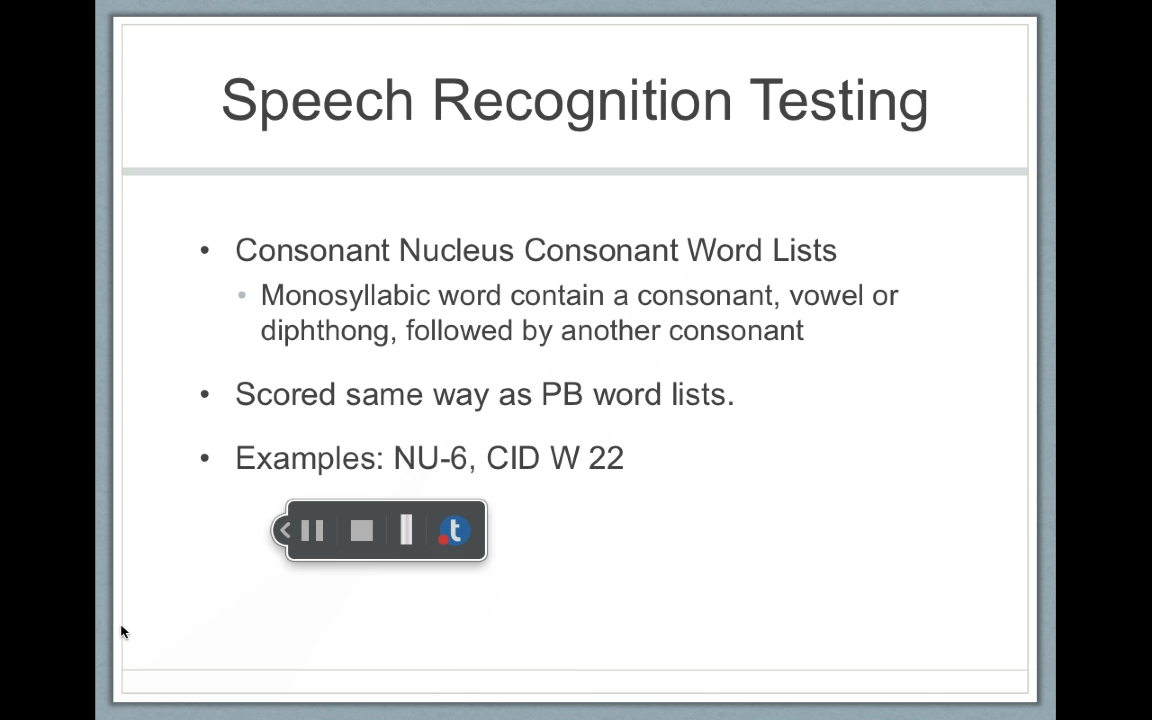 Speech Recognition Testing
• Consonant Nucleus Consonant Word Lists
• Monosyllabic word contain a consonant, vowel or
diphthong, followed by another consonant
• Scored same way as PB word lists.
• Examples: NU-6, CID W 22
t